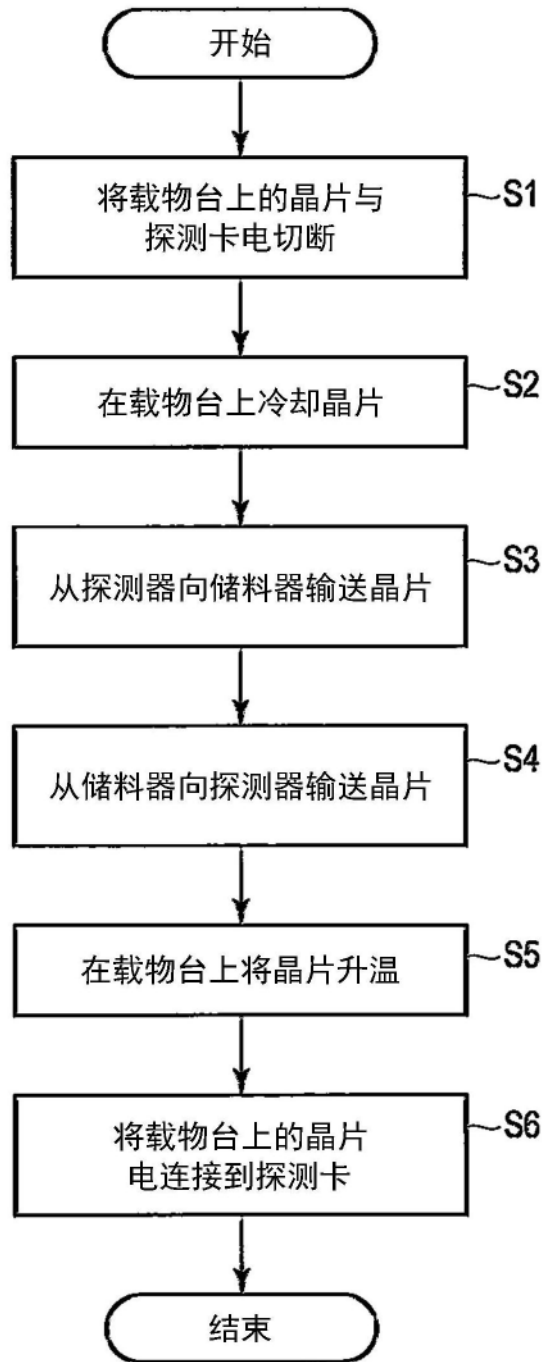 开始
将载物台上的晶片与
探测卡电切断
S1
在载物台上冷却晶片
S2
从探测器向储料器输送晶片
S3
从储料器向探测器输送晶片
S4
在载物台上将晶片升温
S5
将载物台上的晶片
电连接到探测卡
S6
结束